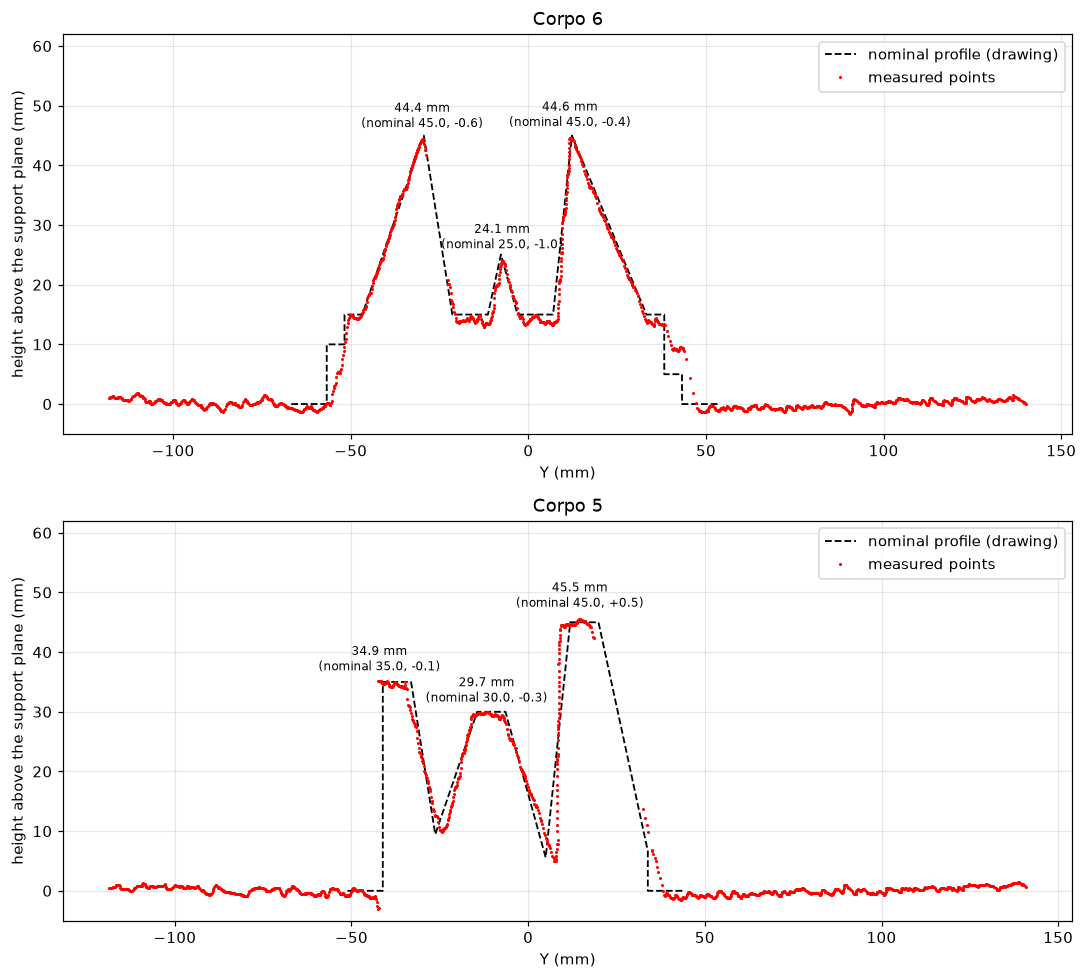 Corpo 6
nominal profile (drawing)
measured points
44.4 mm
(nominal 45.0, -0.6)
44.6 mm
(nominal 45.0, -0.4)
24.1 mm
(nominal 25.0, -1.0)
height above the support plane (mm)
60
50
40
30
20
10
0
−100
−50
0
50
100
150
Y (mm)
Corpo 5
nominal profile (drawing)
measured points
45.5 mm
(nominal 45.0, +0.5)
34.9 mm
(nominal 35.0, -0.1)
29.7 mm
(nominal 30.0, -0.3)
height above the support plane (mm)
60
50
40
30
20
10
0
−100
−50
0
50
100
150
Y (mm)